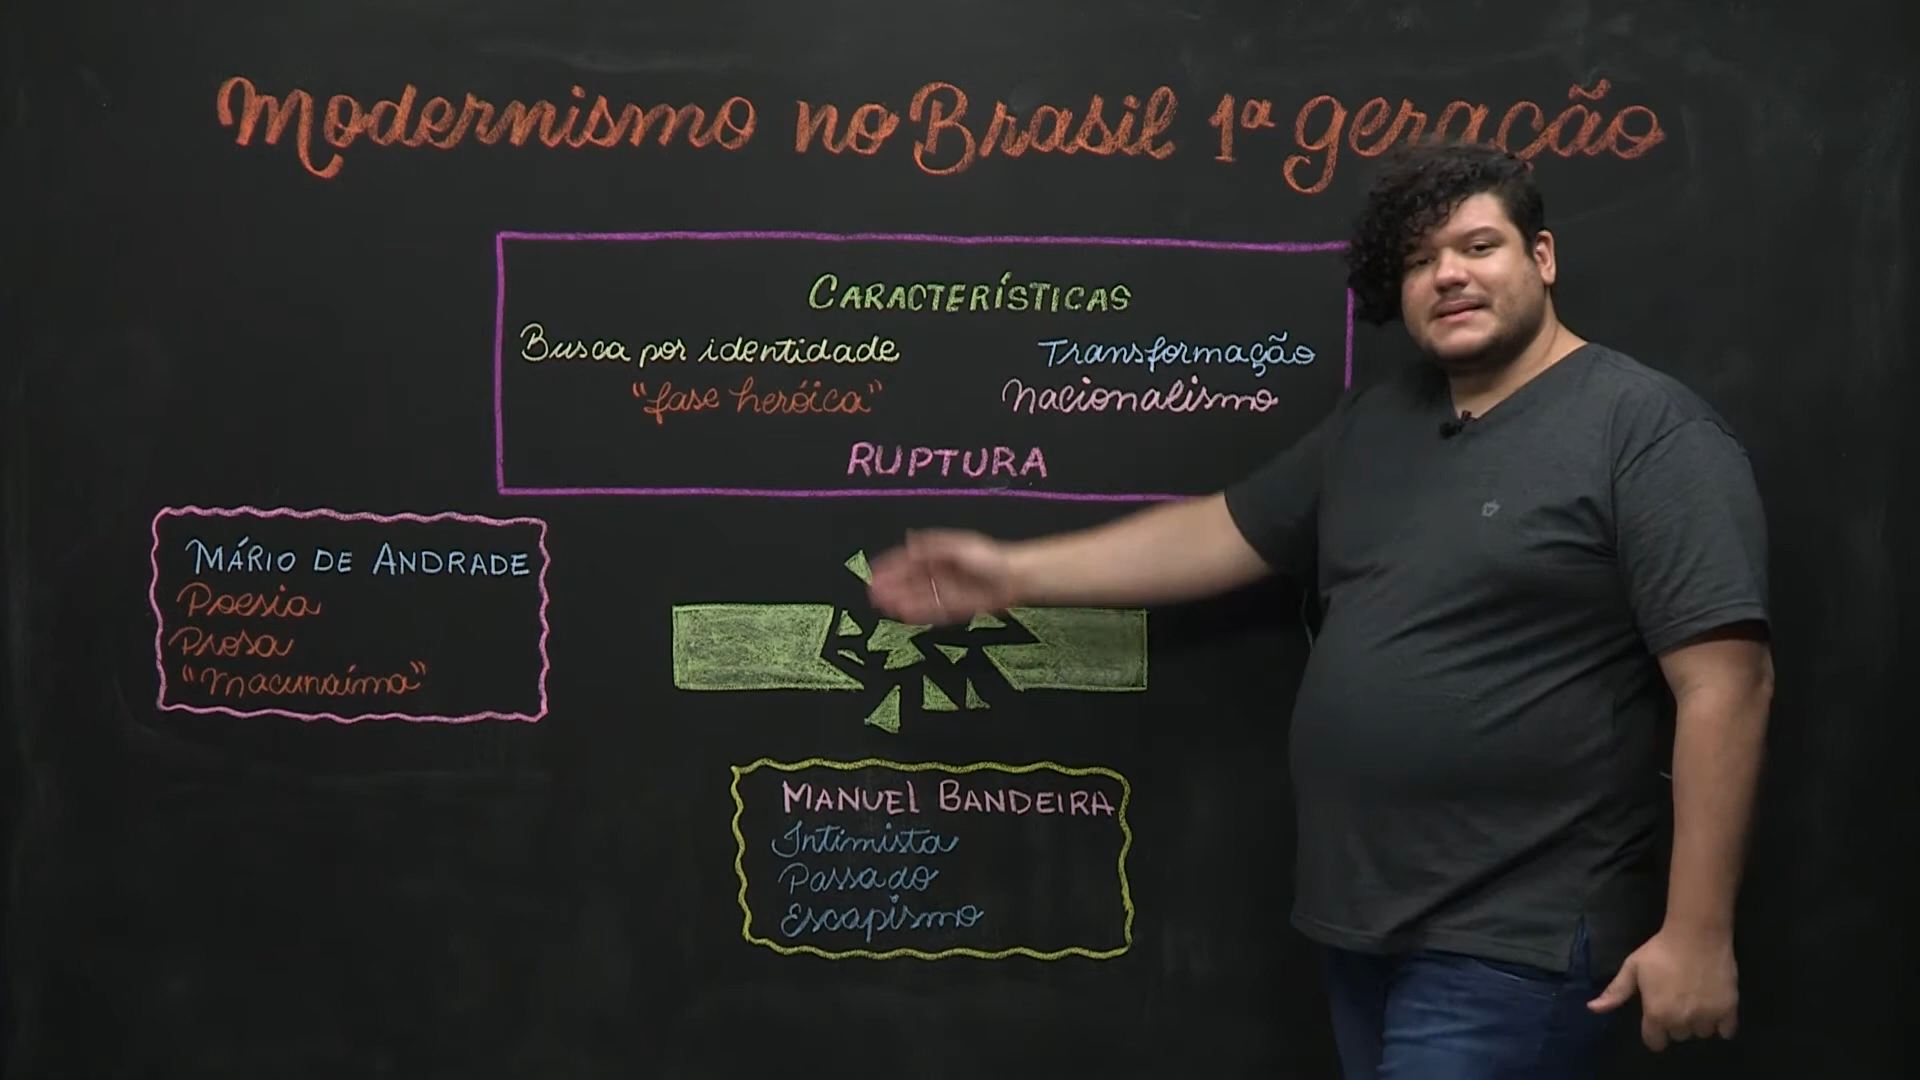 Modernismo no Brasil 1ª geração
CARACTERÍSTICAS
Busca por identidade
Transformação
"fase heróica"
Nacionalismo
RUPTURA
MÁRIO DE ANDRADE
Poesia
Prosa
"Macunaíma"
MANUEL BANDEIRA
Intimista
Passado
Escapismo